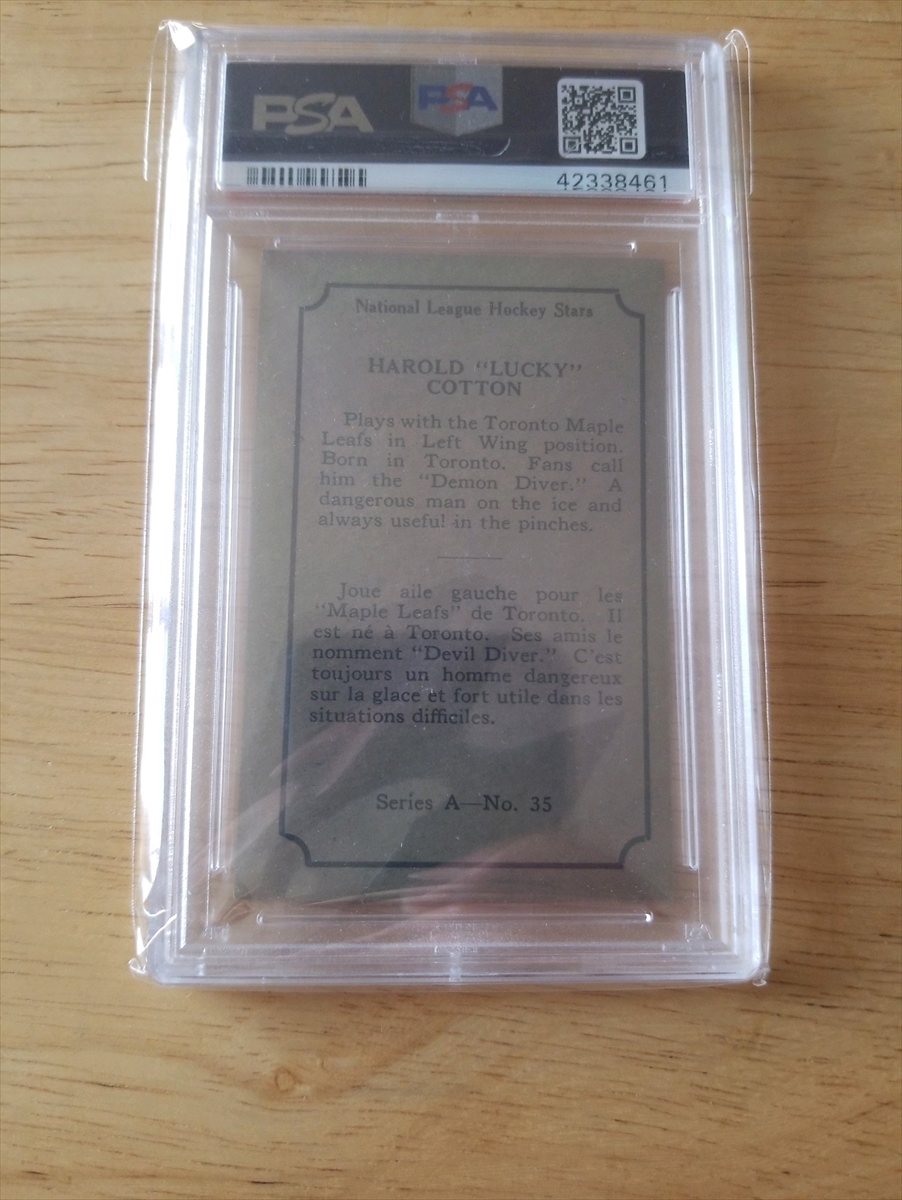 PSA
PSA
42338461
National League Hockey Stars
HAROLD "LUCKY"
COTTON
Plays with the Toronto Maple
Leafs in Left Wing position.
Born in Toronto. Fans call
him the "Demon Diver." A
dangerous man on the ice and
always useful in the pinches.
Joue aile gauche pour les
"Maple Leafs" de Toronto. Il
est né à Toronto. Ses amis le
nomment "Devil Diver." C'est
toujours un homme dangereux
sur la glace et fort utile dans les
situations difficiles.
Series A—No. 35